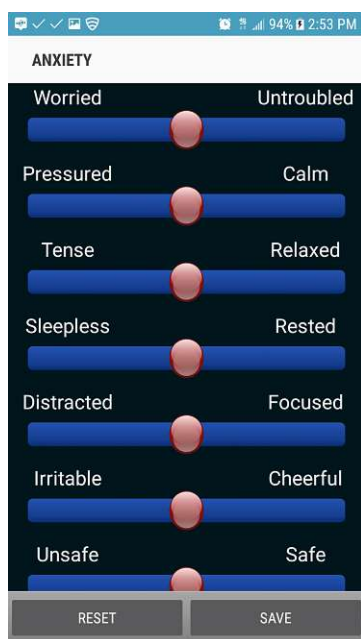 94% 2:53 PM
ANXIETY
Worried Untroubled
Pressured Calm
Tense Relaxed
Sleepless Rested
Distracted Focused
Irritable Cheerful
Unsafe Safe
RESET SAVE